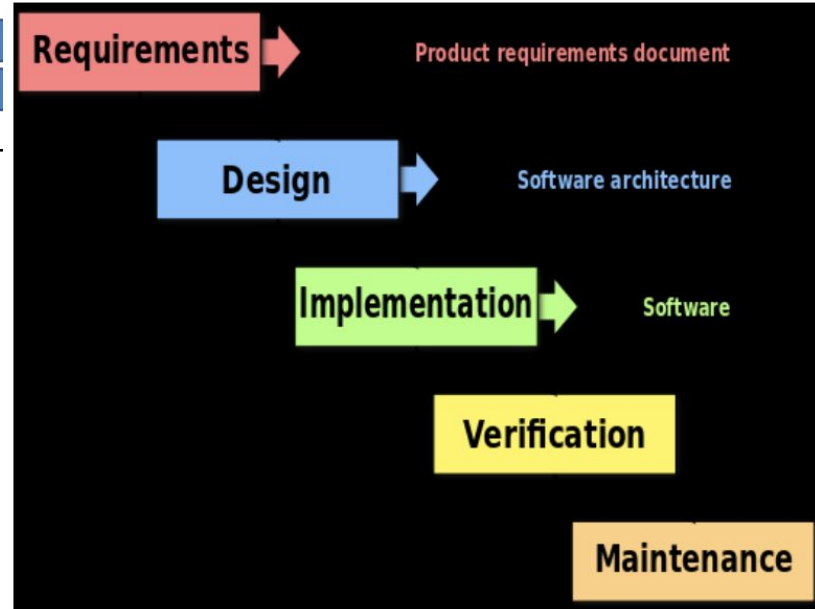 Requirements
Product requirements document
Design
Software architecture
Implementation
Software
Verification
Maintenance